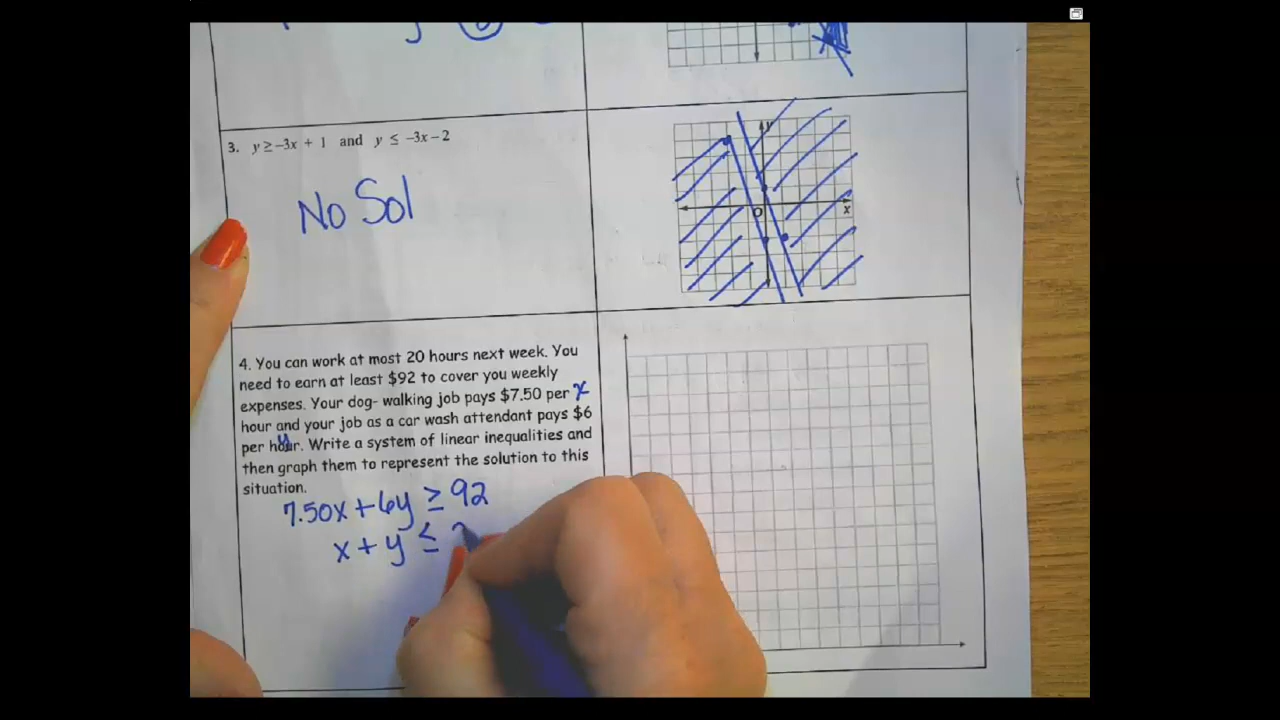 y
3. y ≥ -3x + 1 and y ≤ -3x - 2
No Sol
y
O
x
4. You can work at most 20 hours next week. You
need to earn at least $92 to cover you weekly
expenses. Your dog- walking job pays $7.50 per x
hour and your job as a car wash attendant pays $6
y
per hour. Write a system of linear inequalities and
then graph them to represent the solution to this
situation.
7.50x + 6y ≥ 92
x + y ≤